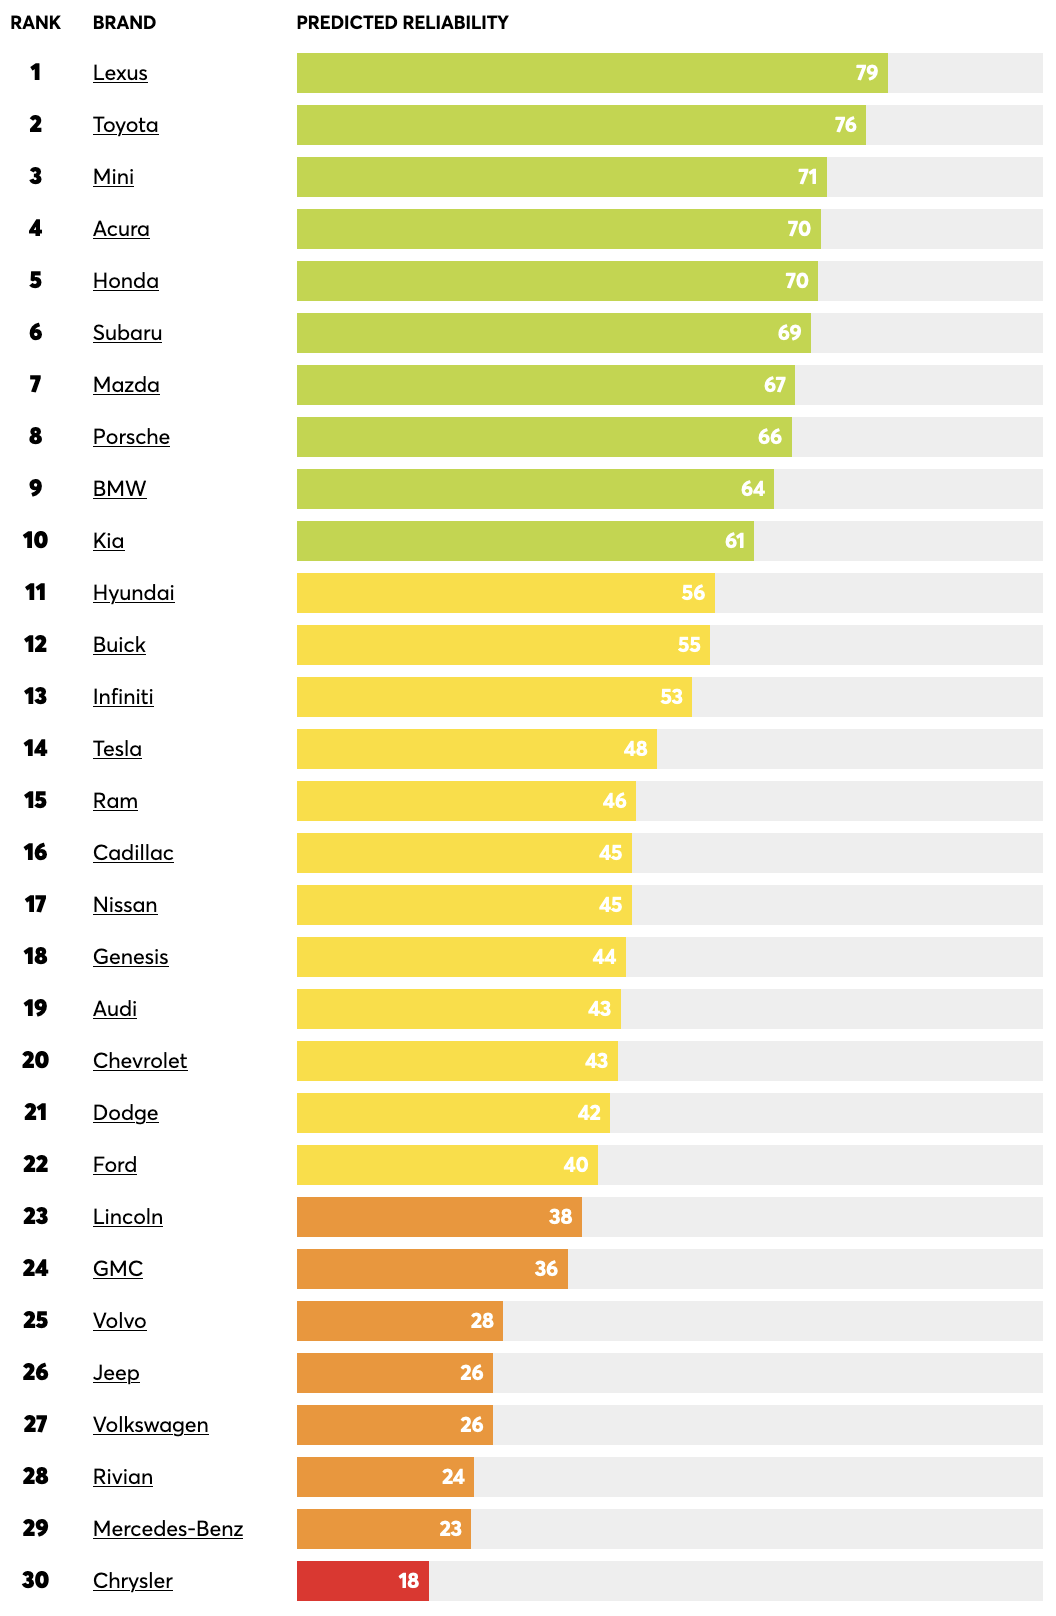 RANK BRAND PREDICTED RELIABILITY
1 Lexus 79
2 Toyota 76
3 Mini 71
4 Acura 70
5 Honda 70
6 Subaru 69
7 Mazda 67
8 Porsche 66
9 BMW 64
10 Kia 61
11 Hyundai 56
12 Buick 55
13 Infiniti 53
14 Tesla 48
15 Ram 46
16 Cadillac 45
17 Nissan 45
18 Genesis 44
19 Audi 43
20 Chevrolet 43
21 Dodge 42
22 Ford 40
23 Lincoln 38
24 GMC 36
25 Volvo 28
26 Jeep 26
27 Volkswagen 26
28 Rivian 24
29 Mercedes-Benz 23
30 Chrysler 18